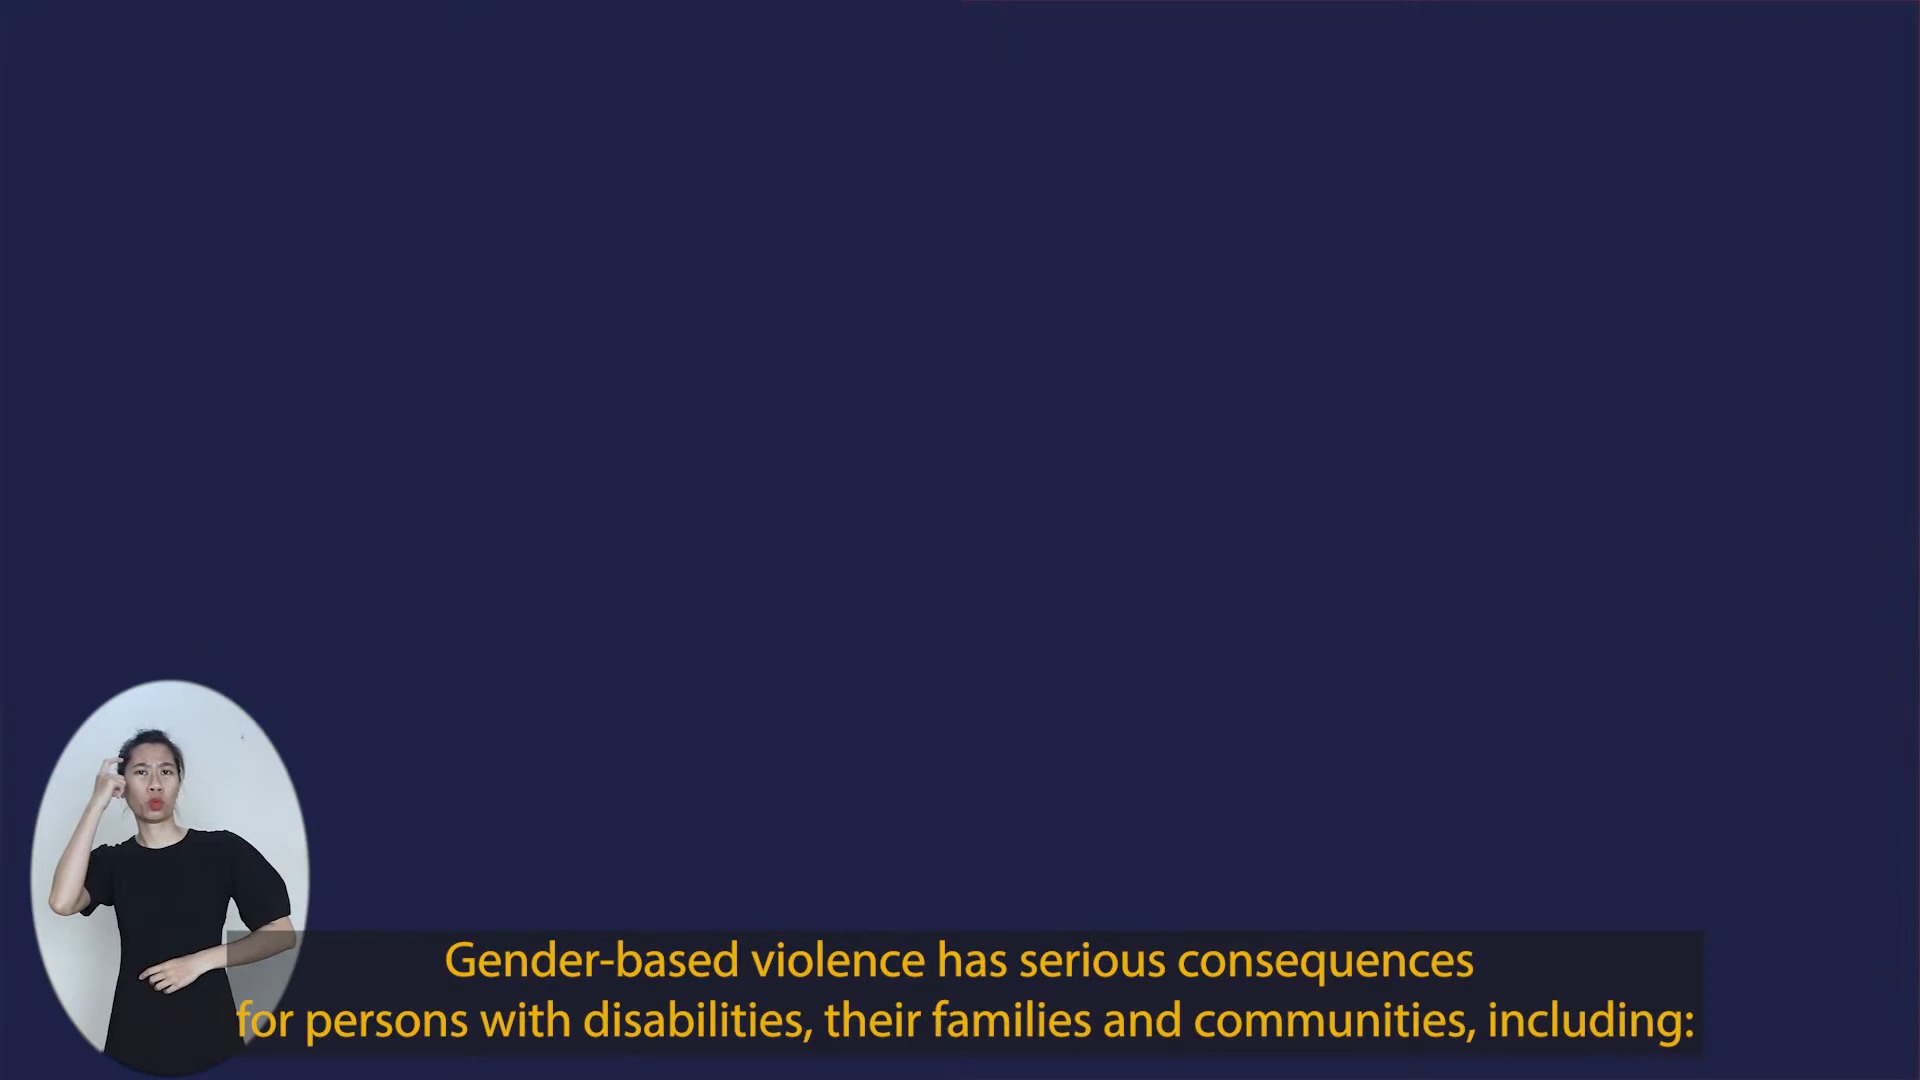 Gender-based violence has serious consequences
for persons with disabilities, their families and communities, including: